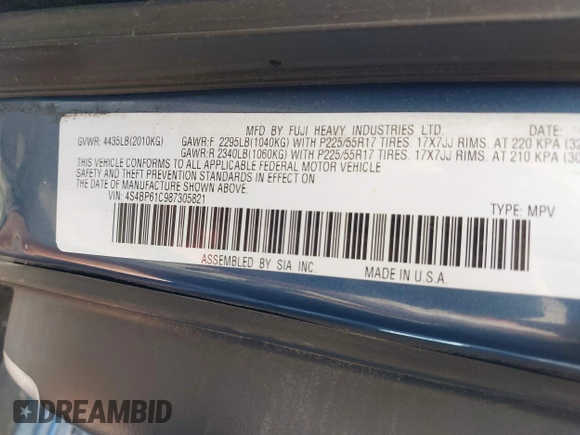 MFD BY FUJI HEAVY INDUSTRIES LTD. DATE:
GVWR: 4435LB(2010KG) GAWR:F 2295LB(1040KG) WITH P225/55R17 TIRES. 17X7JJ RIMS. AT 220 KPA (32
GAWR:R 2340LB(1060KG) WITH P225/55R17 TIRES. 17X7JJ RIMS. AT 210 KPA (30
THIS VEHICLE CONFORMS TO ALL APPLICABLE FEDERAL MOTOR VEHICLE
SAFETY AND THEFT PREVENTION STANDARDS IN EFFECT ON
THE DATE OF MANUFACTURE SHOWN ABOVE
VIN: 4S4BP61C987305821 TYPE: MPV
ASSEMBLED BY SIA INC. MADE IN U.S.A.
DREAMBID